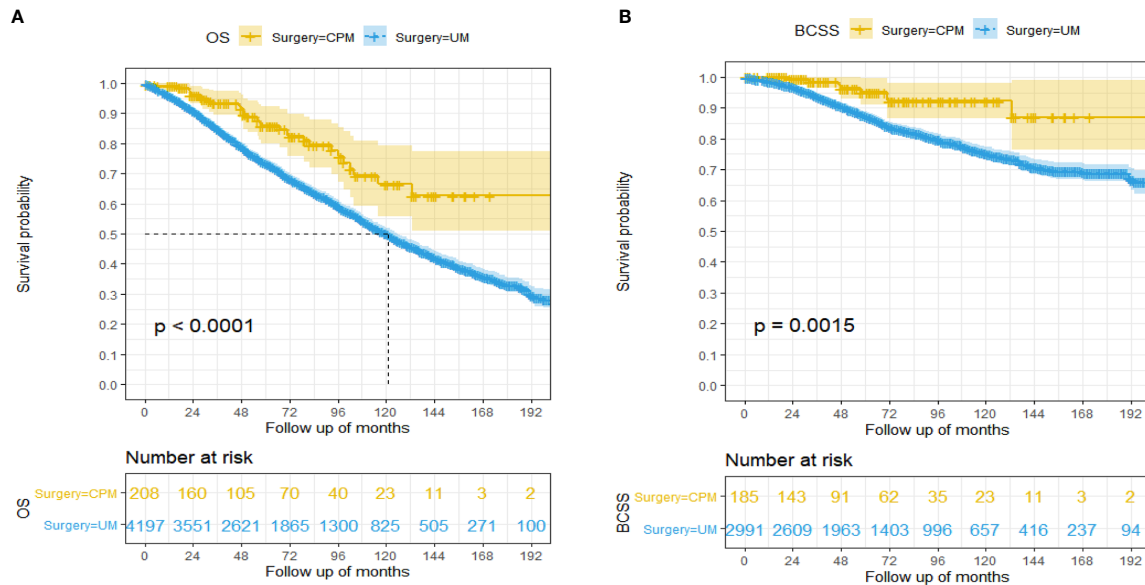 A
OS Surgery=CPM Surgery=UM
Survival probability
1.0
0.9
0.8
0.7
0.6
0.5
0.4
0.3
0.2
0.1
0.0
p < 0.0001
0 24 48 72 96 120 144 168 192
Follow up of months
Number at risk
OS
Surgery=CPM 208 160 105 70 40 23 11 3 2
Surgery=UM 4197 3551 2621 1865 1300 825 505 271 100
0 24 48 72 96 120 144 168 192
Follow up of months
B
BCSS Surgery=CPM Surgery=UM
Survival probability
1.0
0.9
0.8
0.7
0.6
0.5
0.4
0.3
0.2
0.1
0.0
p = 0.0015
0 24 48 72 96 120 144 168 192
Follow up of months
Number at risk
BCSS
Surgery=CPM 185 143 91 62 35 23 11 3 2
Surgery=UM 2991 2609 1963 1403 996 657 416 237 94
0 24 48 72 96 120 144 168 192
Follow up of months